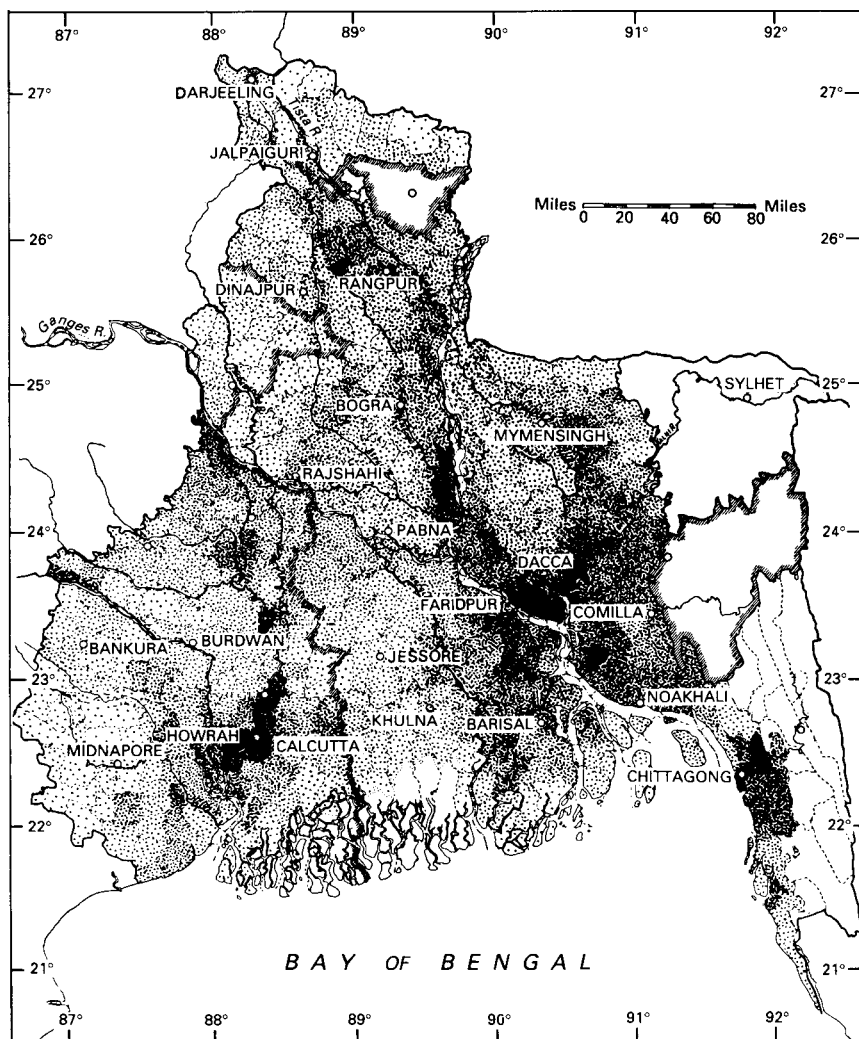 87° 88° 89° 90° 91° 92°
27° 27°
DARJEELING
Tista R.
JALPAIGURI
Miles 0 20 40 60 80 Miles
26° 26°
DINAJPUR RANGPUR
Ganges R.
25° 25°
SYLHET
BOGRA
MYMENSINGH
RAJSHAHI
24° 24°
PABNA
DACCA
FARIDPUR COMILLA
BANKURA BURDWAN
JESSORE
23° 23°
NOAKHALI
KHULNA BARISAL
HOWRAH CALCUTTA
MIDNAPORE
CHITTAGONG
22° 22°
BAY OF BENGAL
21° 21°
87° 88° 89° 90° 91° 92°